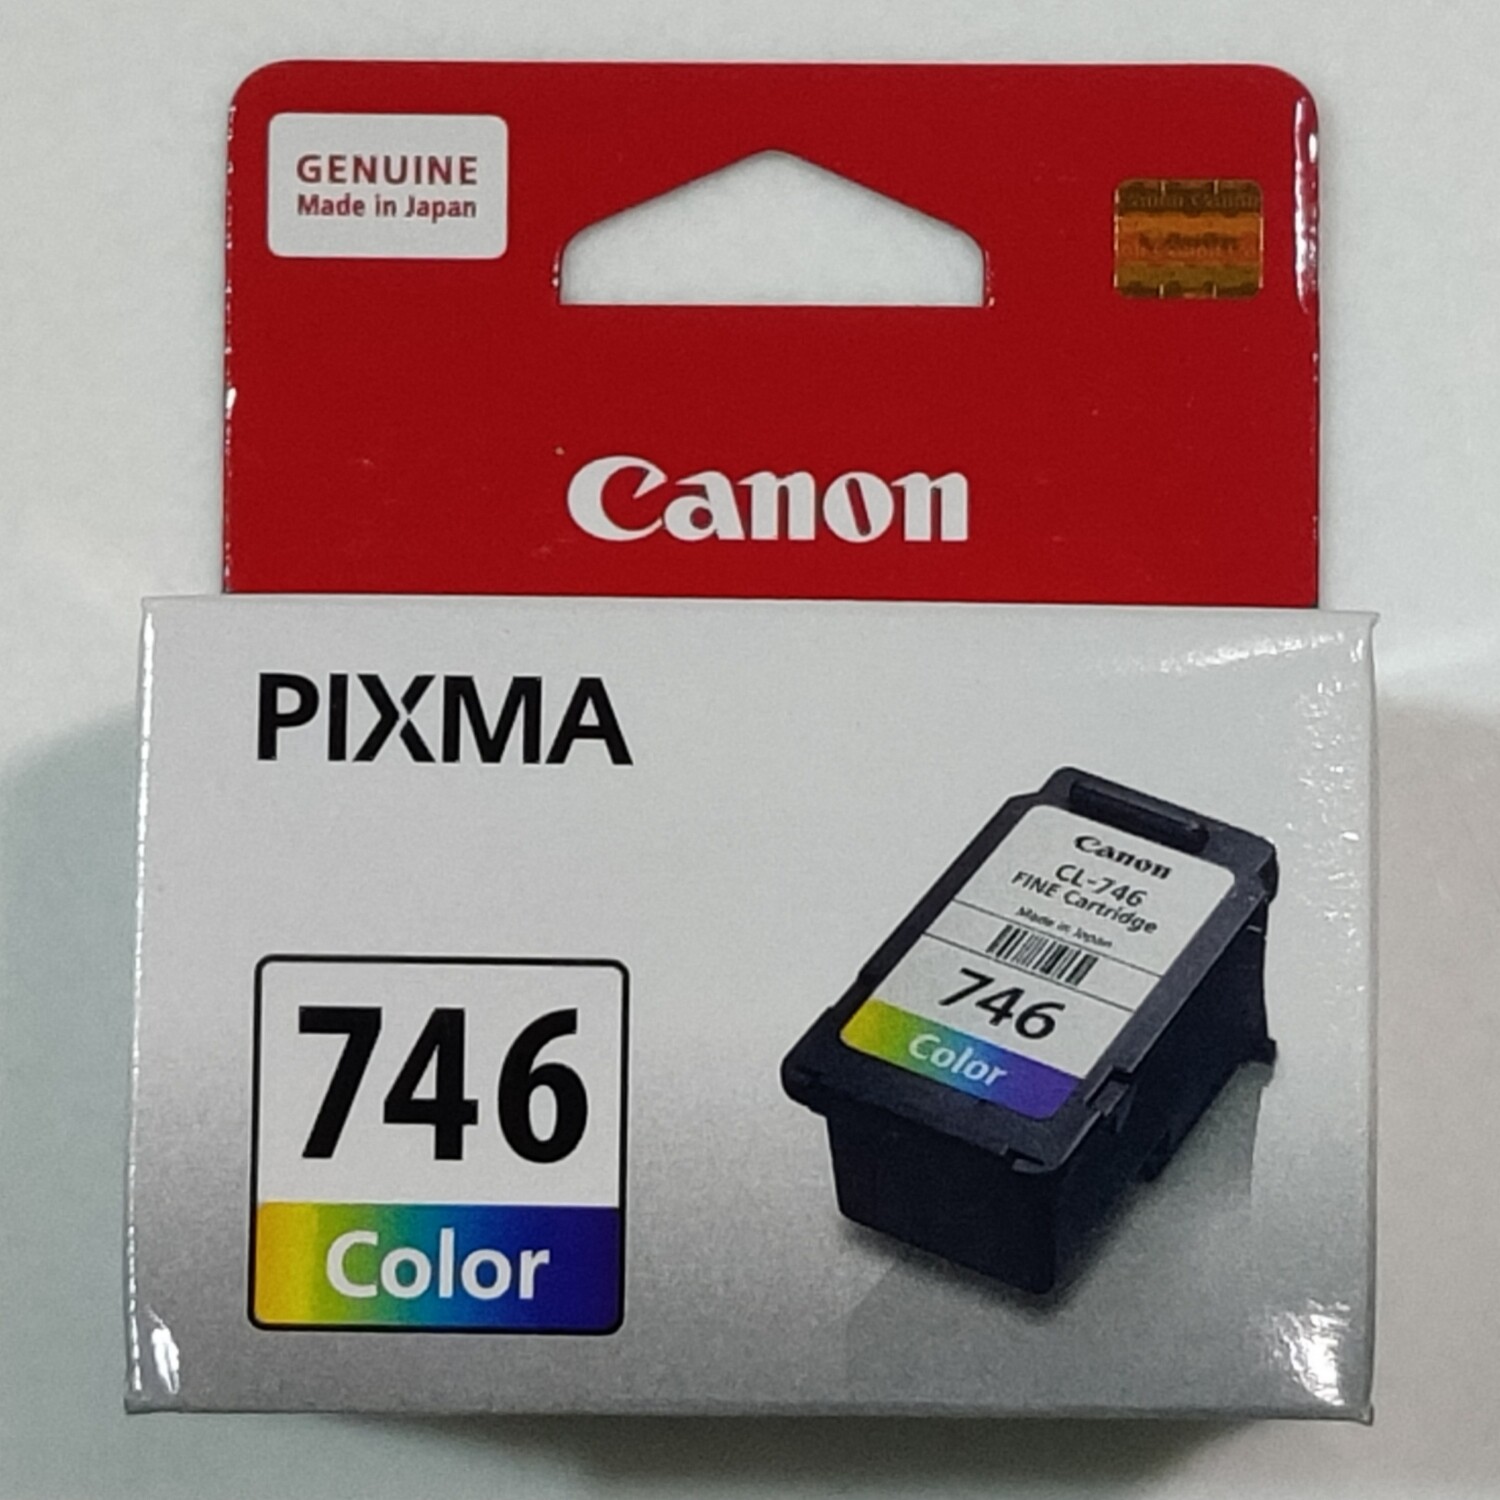 GENUINE
Made in Japan
Canon
PIXMA
746
Color
Canon
CL-746
FINE Cartridge
Made in Japan
746
Color